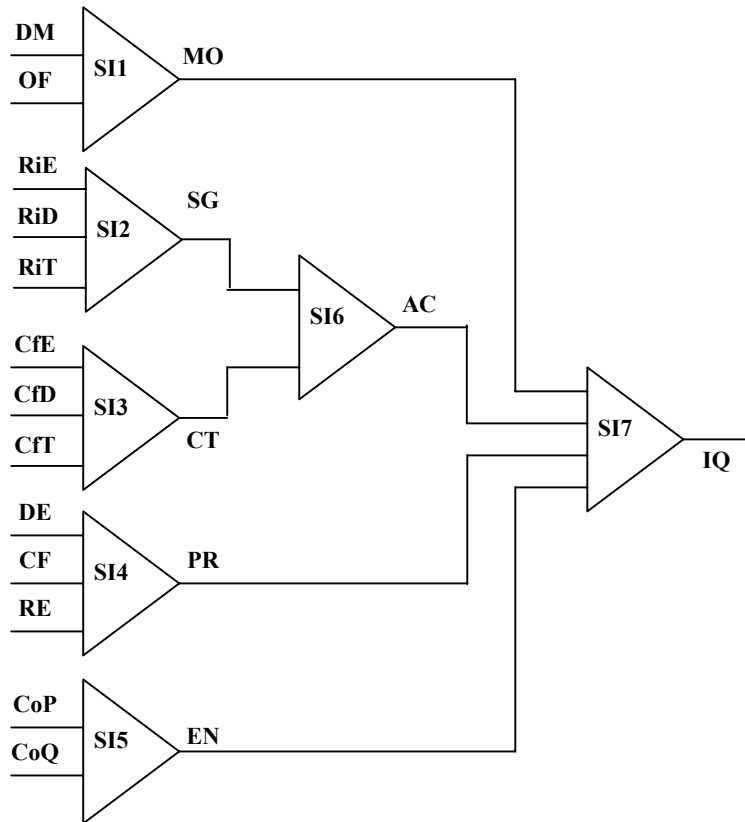 DM
OF
SI1
MO
RiE
RiD
RiT
SI2
SG
CfE
CfD
CfT
SI3
CT
SI6
AC
DE
CF
RE
SI4
PR
CoP
CoQ
SI5
EN
SI7
IQ